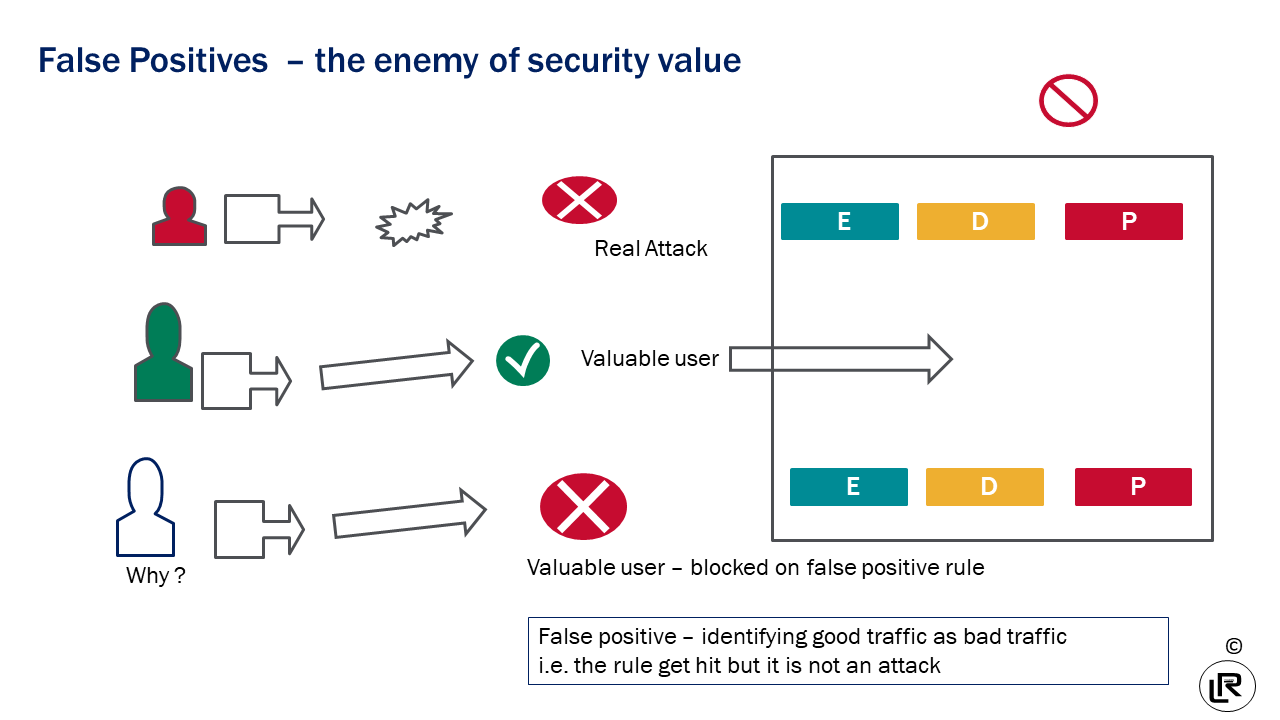 False Positives – the enemy of security value
E D P
Real Attack
Valuable user
E D P
Why ?
Valuable user – blocked on false positive rule
False positive – identifying good traffic as bad traffic
i.e. the rule get hit but it is not an attack
©
LR